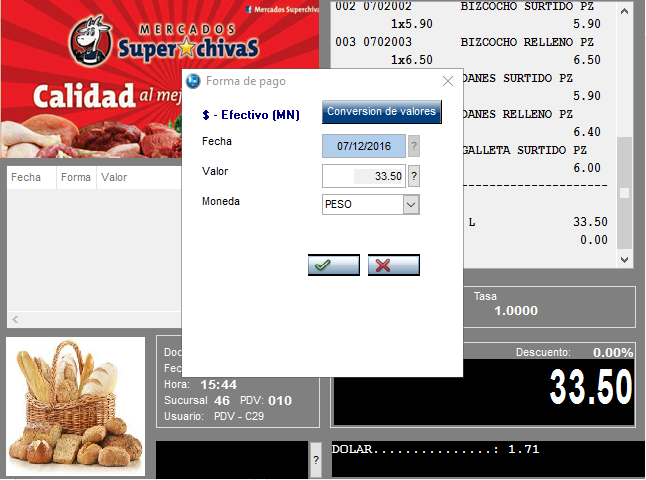 Mercados Superchiva
MERCADOS
SuperchivaS
Calidad al mej
002 0702 BIZCOCHO SURTIDO PZ
1x5.90 5.90
003 0702003 BIZCOCHO RELLENO PZ
1x6.50 6.50
DANES SURTIDO PZ
5.90
DANES RELLENO PZ
6.40
GALLETA SURTIDO PZ
6.00
L 33.50
0.00
Forma de pago
$ - Efectivo (MN)
Conversion de valores
Fecha 07/12/2016 ?
Valor 33.50 ?
Moneda PESO
Fecha Forma Valor
Tasa
1.0000
Doc
Fec
Hora: 15:44
Sucursal 46 PDV: 010
Usuario: PDV - C29
Descuento: 0.00%
33.50
?
DOLAR...............: 1.71